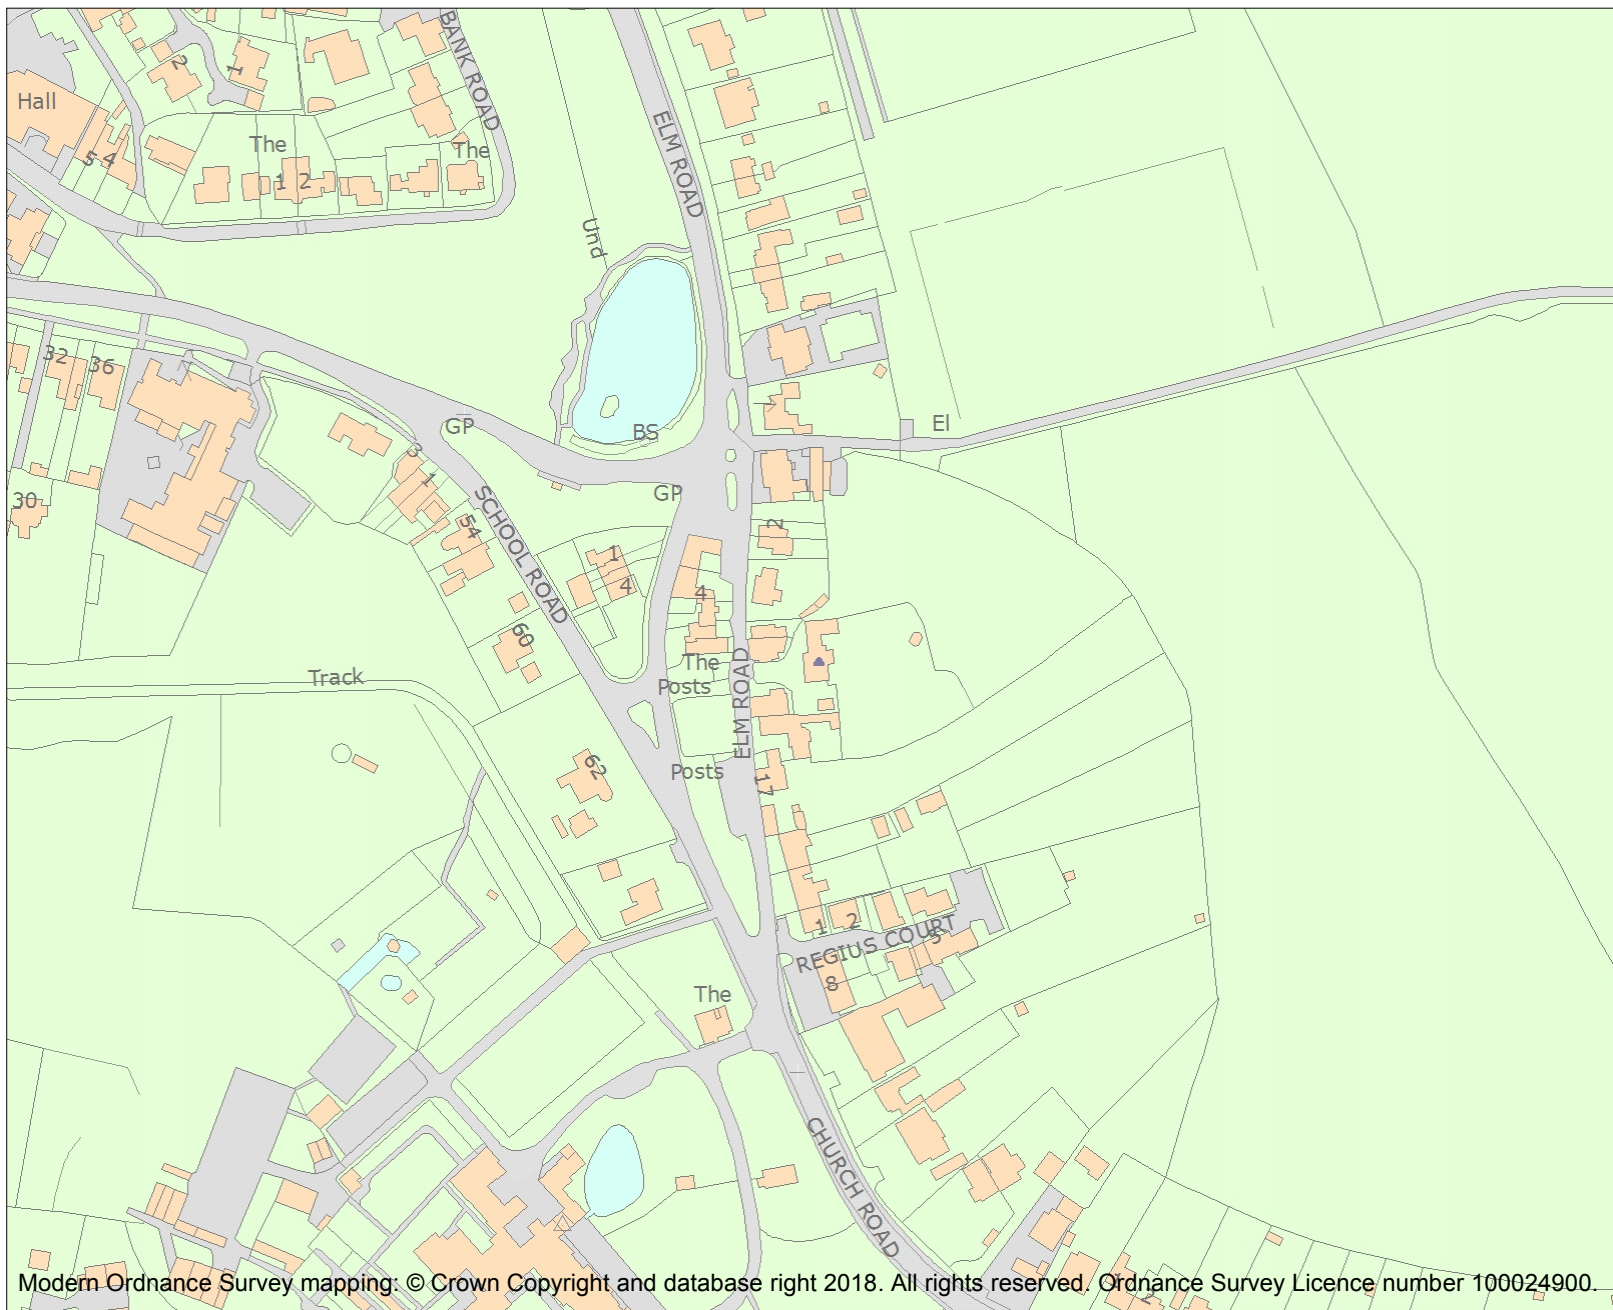 BANK ROAD
2
1
Hall
ELM ROAD
The
The
5 4
1 2
Und
32
36
7
GP
BS
El
3
1
30
GP
SCHOOL ROAD
54
2
1
4
4
60
The
Posts
Track
ELM ROAD
62
Posts
17
1
2
REGIUS COURT
5
8
The
CHURCH ROAD
2
Modern Ordnance Survey mapping: © Crown Copyright and database right 2018. All rights reserved. Ordnance Survey Licence number 100024900.